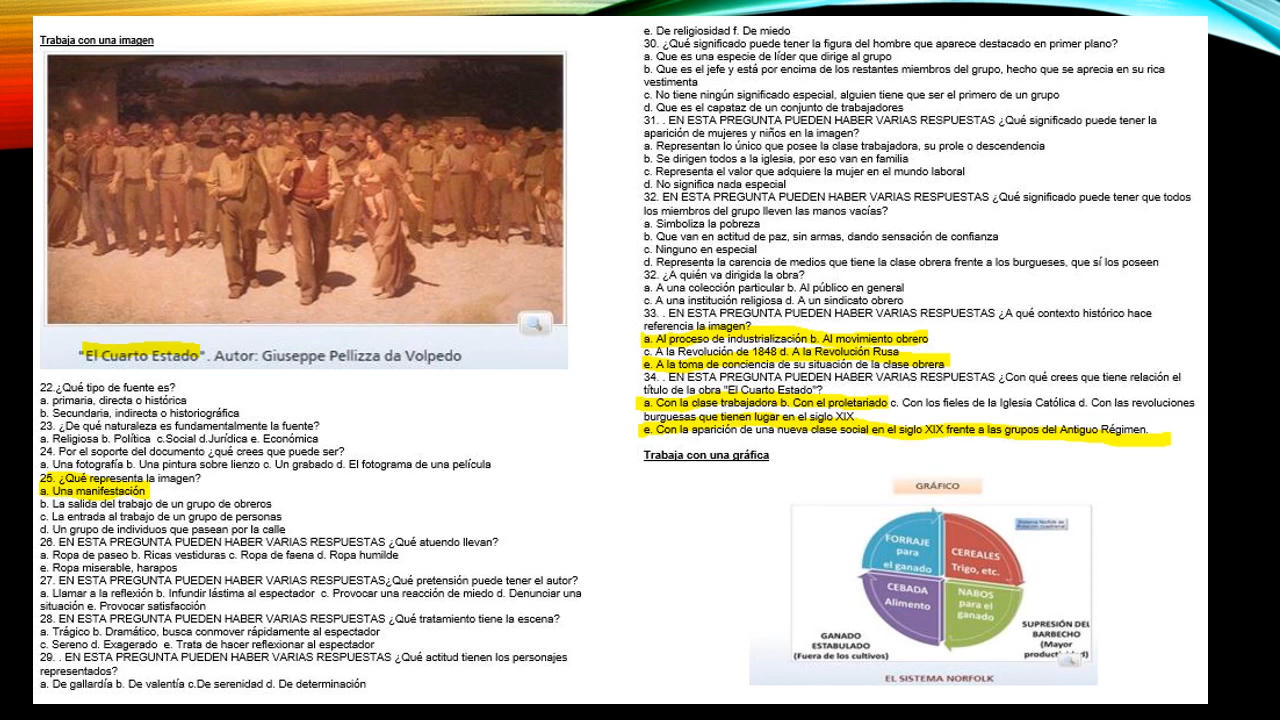 Trabaja con una imagen
"El Cuarto Estado". Autor: Giuseppe Pellizza da Volpedo
22.¿Qué tipo de fuente es?
a. primaria, directa o histórica
b. Secundaria, indirecta o historiográfica
23. ¿De qué naturaleza es fundamentalmente la fuente?
a. Religiosa b. Política c.Social d.Jurídica e. Económica
24. Por el soporte del documento ¿qué crees que puede ser?
a. Una fotografía b. Una pintura sobre lienzo c. Un grabado d. El fotograma de una película
25. ¿Qué representa la imagen?
a. Una manifestación
b. La salida del trabajo de un grupo de obreros
c. La entrada al trabajo de un grupo de personas
d. Un grupo de individuos que pasean por la calle
26. EN ESTA PREGUNTA PUEDEN HABER VARIAS RESPUESTAS ¿Qué atuendo llevan?
a. Ropa de paseo b. Ricas vestiduras c. Ropa de faena d. Ropa humilde
e. Ropa miserable, harapos
27. EN ESTA PREGUNTA PUEDEN HABER VARIAS RESPUESTAS¿Qué pretensión puede tener el autor?
a. Llamar a la reflexión b. Infundir lástima al espectador c. Provocar una reacción de miedo d. Denunciar una
situación e. Provocar satisfacción
28. EN ESTA PREGUNTA PUEDEN HABER VARIAS RESPUESTAS ¿Qué tratamiento tiene la escena?
a. Trágico b. Dramático, busca conmover rápidamente al espectador
c. Sereno d. Exagerado e. Trata de hacer reflexionar al espectador
29. . EN ESTA PREGUNTA PUEDEN HABER VARIAS RESPUESTAS ¿Qué actitud tienen los personajes
representados?
a. De gallardía b. De valentía c.De serenidad d. De determinación
e. De religiosidad f. De miedo
30. ¿Qué significado puede tener la figura del hombre que aparece destacado en primer plano?
a. Que es una especie de líder que dirige al grupo
b. Que es el jefe y está por encima de los restantes miembros del grupo, hecho que se aprecia en su rica
vestimenta
c. No tiene ningún significado especial, alguien tiene que ser el primero de un grupo
d. Que es el capataz de un conjunto de trabajadores
31. . EN ESTA PREGUNTA PUEDEN HABER VARIAS RESPUESTAS ¿Qué significado puede tener la
aparición de mujeres y niños en la imagen?
a. Representan lo único que posee la clase trabajadora, su prole o descendencia
b. Se dirigen todos a la iglesia, por eso van en familia
c. Representa el valor que adquiere la mujer en el mundo laboral
d. No significa nada especial
32. EN ESTA PREGUNTA PUEDEN HABER VARIAS RESPUESTAS ¿Qué significado puede tener que todos
los miembros del grupo lleven las manos vacías?
a. Simboliza la pobreza
b. Que van en actitud de paz, sin armas, dando sensación de confianza
c. Ninguno en especial
d. Representa la carencia de medios que tiene la clase obrera frente a los burgueses, que sí los poseen
32. ¿A quién va dirigida la obra?
a. A una colección particular b. Al público en general
c. A una institución religiosa d. A un sindicato obrero
33. . EN ESTA PREGUNTA PUEDEN HABER VARIAS RESPUESTAS ¿A qué contexto histórico hace
referencia la imagen?
a. Al proceso de industrialización b. Al movimiento obrero
c. A la Revolución de 1848 d. A la Revolución Rusa
e. A la toma de conciencia de su situación de la clase obrera
34. . EN ESTA PREGUNTA PUEDEN HABER VARIAS RESPUESTAS ¿Con qué crees que tiene relación el
título de la obra "El Cuarto Estado"?
a. Con la clase trabajadora b. Con el proletariado c. Con los fieles de la Iglesia Católica d. Con las revoluciones
burguesas que tienen lugar en el siglo XIX
e. Con la aparición de una nueva clase social en el siglo XIX frente a las grupos del Antiguo Régimen.
Trabaja con una gráfica
GRÁFICO
FORRAJE
para
el ganado
CEREALES
Trigo, etc.
CEBADA
Alimento
NABOS
para el
ganado
GANADO
ESTABULADO
(Fuera de los cultivos)
SUPRESIÓN DEL
BARBECHO
(Mayor
EL SISTEMA NORFOLK